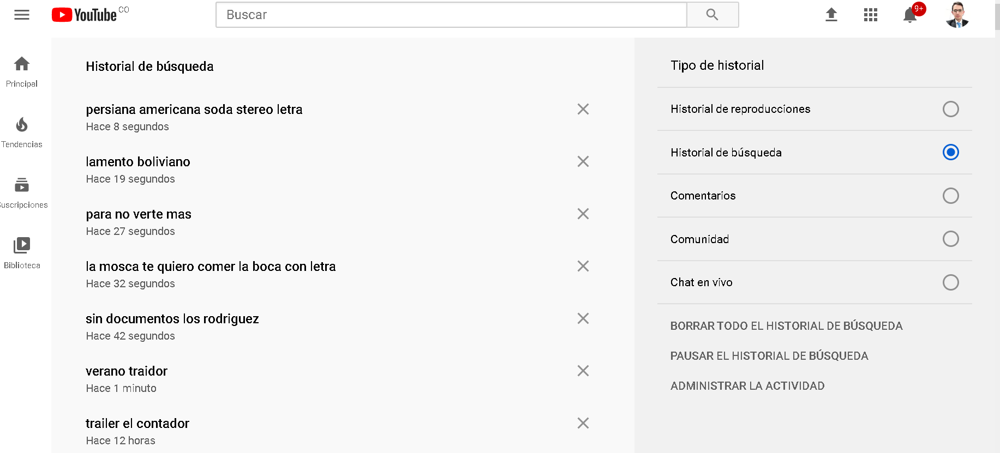 YouTube CO
Buscar
9+
Principal
Tendencias
uscripciones
Biblioteca
Historial de búsqueda
persiana americana soda stereo letra
Hace 8 segundos
lamento boliviano
Hace 19 segundos
para no verte mas
Hace 27 segundos
la mosca te quiero comer la boca con letra
Hace 32 segundos
sin documentos los rodriguez
Hace 42 segundos
verano traidor
Hace 1 minuto
trailer el contador
Hace 12 horas
Tipo de historial
Historial de reproducciones
Historial de búsqueda
Comentarios
Comunidad
Chat en vivo
BORRAR TODO EL HISTORIAL DE BÚSQUEDA
PAUSAR EL HISTORIAL DE BÚSQUEDA
ADMINISTRAR LA ACTIVIDAD